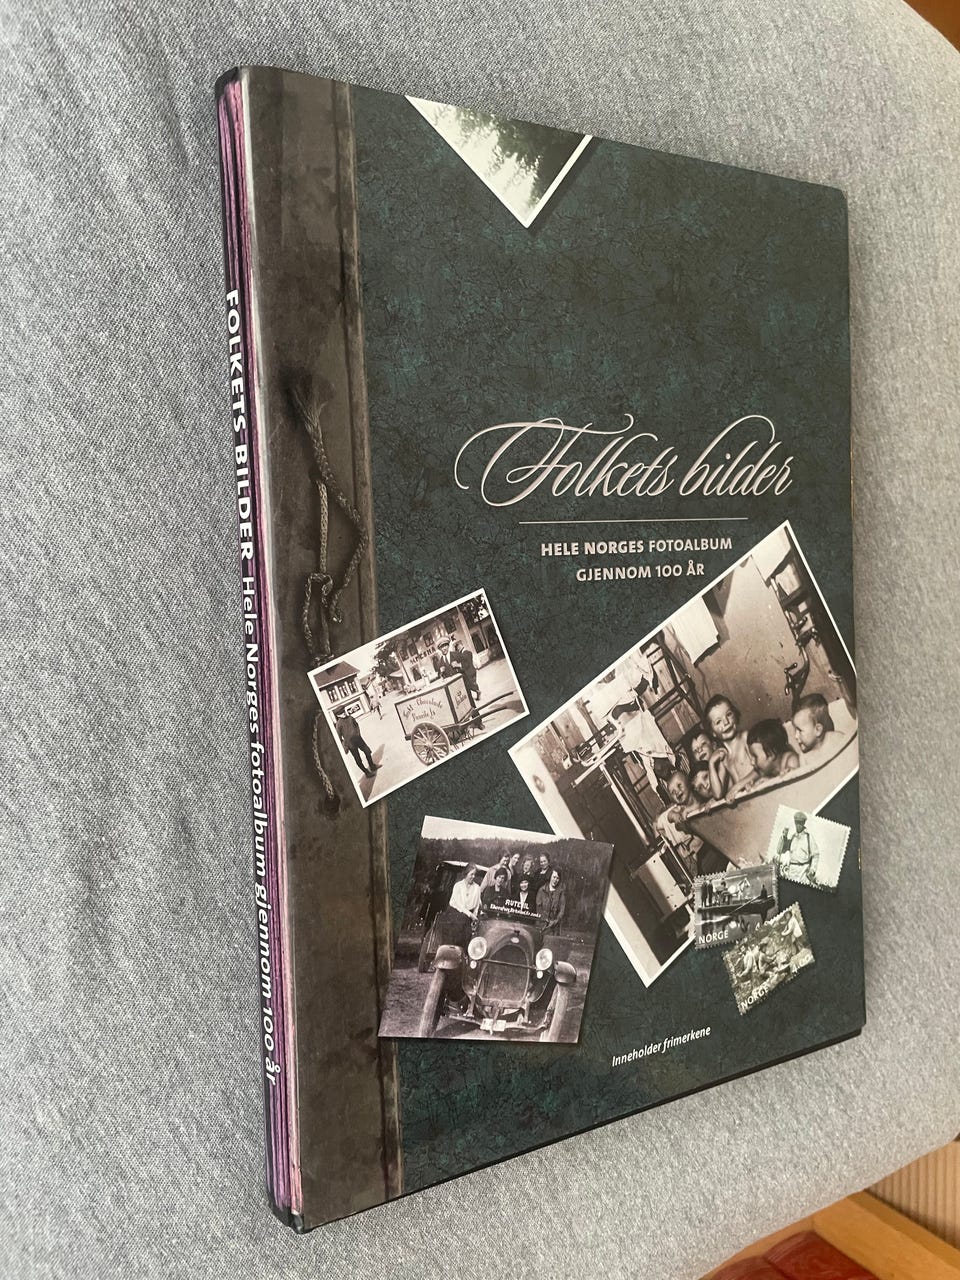 FOLKETS BILDER Hele Norges fotoalbum gjennom 100 år
Folkets bilder
HELE NORGES FOTOALBUM
GJENNOM 100 ÅR
RUTEBIL
NORGE
NORGE
Inneholder frimerkene